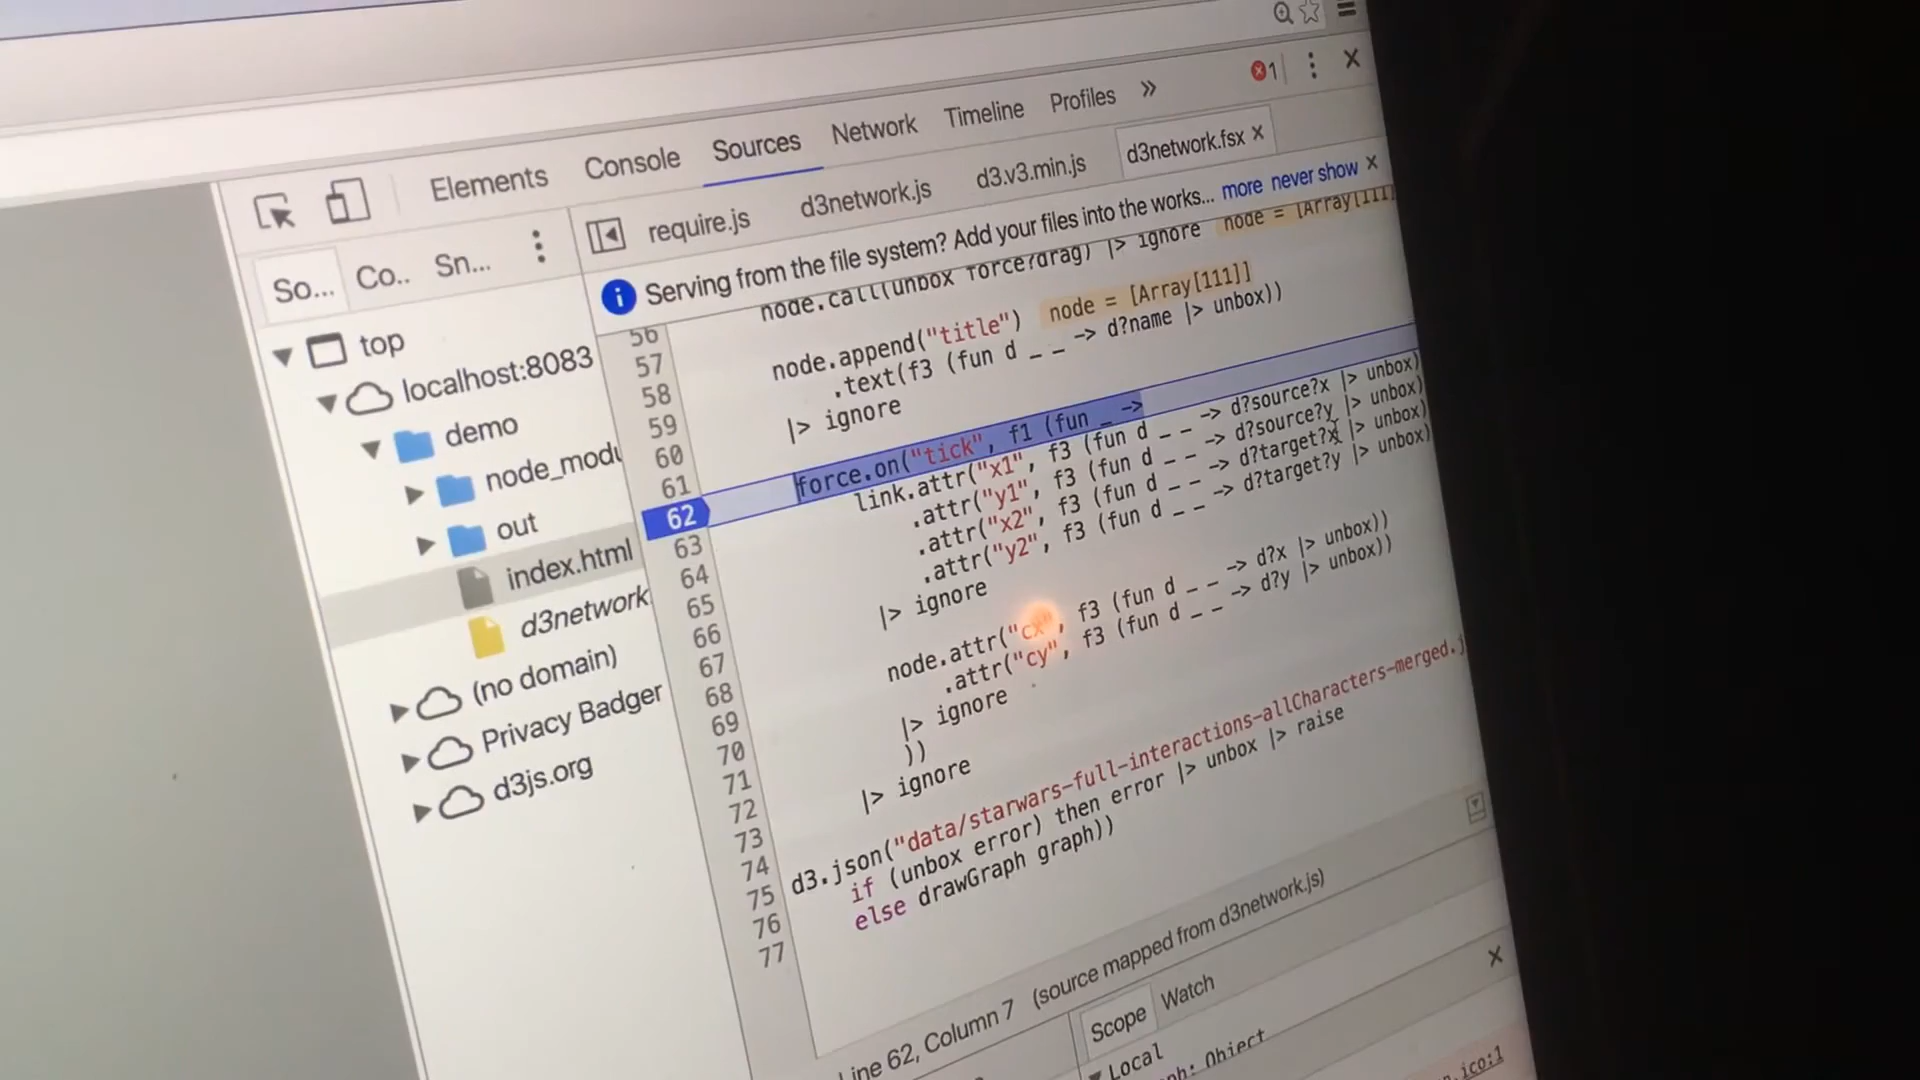 Elements Console Sources Network Timeline Profiles » 1
So... Co.. Sn...
require.js d3network.js d3.v3.min.js d3network.fsx ×
Serving from the file system? Add your files into the works... more never show ×
top
localhost:8083
demo
node_modu
out
index.html
d3network
(no domain)
Privacy Badger
d3js.org
56
57
58
59
60
61
62
63
64
65
66
67
68
69
70
71
72
73
74
75
76
77
node.call(unbox force?drag) |> ignore node = [Array[111]
node.append("title") node = [Array[111]]
.text(f3 (fun d _ _ -> d?name |> unbox))
|> ignore
force.on("tick", f1 (fun _ ->
link.attr("x1", f3 (fun d _ _ -> d?source?x |> unbox)
.attr("y1", f3 (fun d _ _ -> d?source?y |> unbox)
.attr("x2", f3 (fun d _ _ -> d?target?x |> unbox)
.attr("y2", f3 (fun d _ _ -> d?target?y |> unbox)
|> ignore
node.attr("cx", f3 (fun d _ _ -> d?x |> unbox))
.attr("cy", f3 (fun d _ _ -> d?y |> unbox))
|> ignore
))
|> ignore
d3.json("data/starwars-full-interactions-allCharacters-merged.j
if (unbox error) then error |> unbox |> raise
else drawGraph graph))
Line 62, Column 7 (source mapped from d3network.js)
Scope Watch
Local
ph: Object
.ico:1